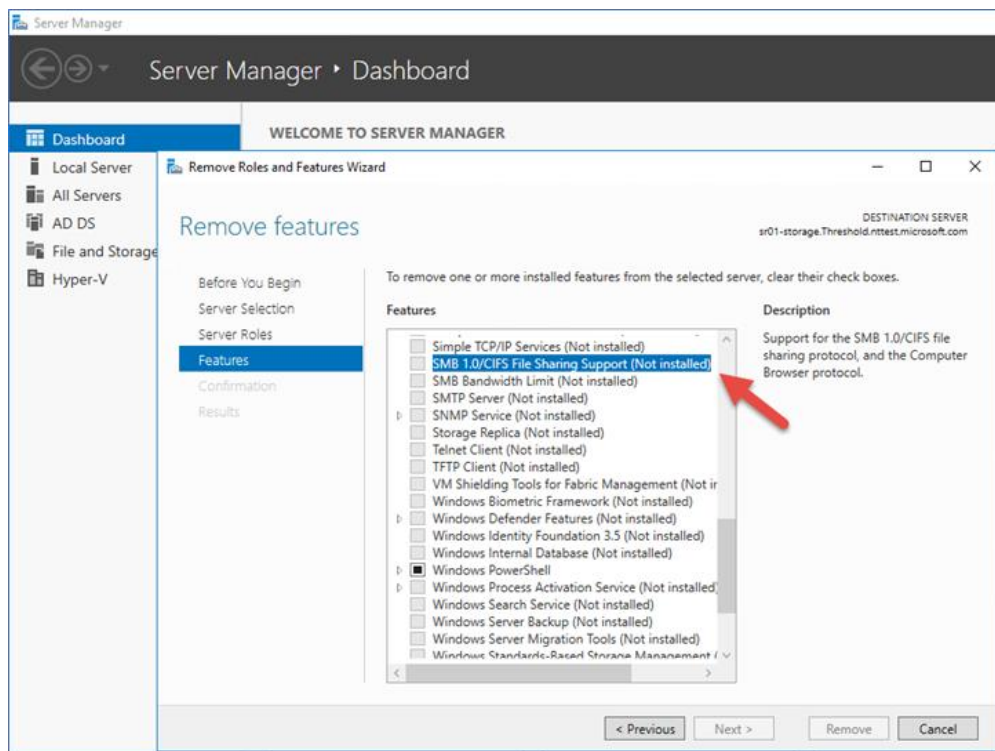 Server Manager
Server Manager ‣ Dashboard
Dashboard
Local Server
All Servers
AD DS
File and Storage
Hyper-V
WELCOME TO SERVER MANAGER
Remove Roles and Features Wizard
Remove features
DESTINATION SERVER
sr01-storage.Threshold.nttest.microsoft.com
Before You Begin
Server Selection
Server Roles
Features
Confirmation
Results
To remove one or more installed features from the selected server, clear their check boxes.
Features
Simple TCP/IP Services (Not installed)
SMB 1.0/CIFS File Sharing Support (Not installed)
SMB Bandwidth Limit (Not installed)
SMTP Server (Not installed)
SNMP Service (Not installed)
Storage Replica (Not installed)
Telnet Client (Not installed)
TFTP Client (Not installed)
VM Shielding Tools for Fabric Management (Not ir
Windows Biometric Framework (Not installed)
Windows Defender Features (Not installed)
Windows Identity Foundation 3.5 (Not installed)
Windows Internal Database (Not installed)
Windows PowerShell
Windows Process Activation Service (Not installed)
Windows Search Service (Not installed)
Windows Server Backup (Not installed)
Windows Server Migration Tools (Not installed)
Windows Standards-Based Storage Management (
Description
Support for the SMB 1.0/CIFS file
sharing protocol, and the Computer
Browser protocol.
< Previous
Next >
Remove
Cancel